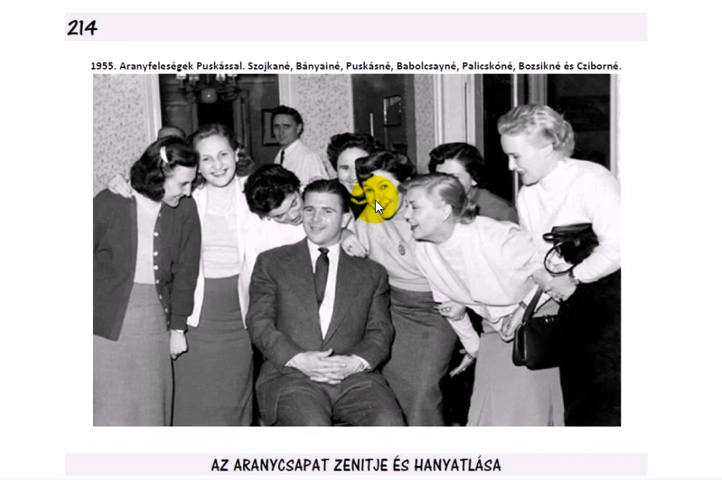 214
1955. Aranyfeleségek Puskással. Szojkané, Bányainé, Puskásné, Babolcsayné, Palicskóné, Bozsikné és Cziborné.
AZ ARANYCSAPAT ZENITJE ÉS HANYATLÁSA